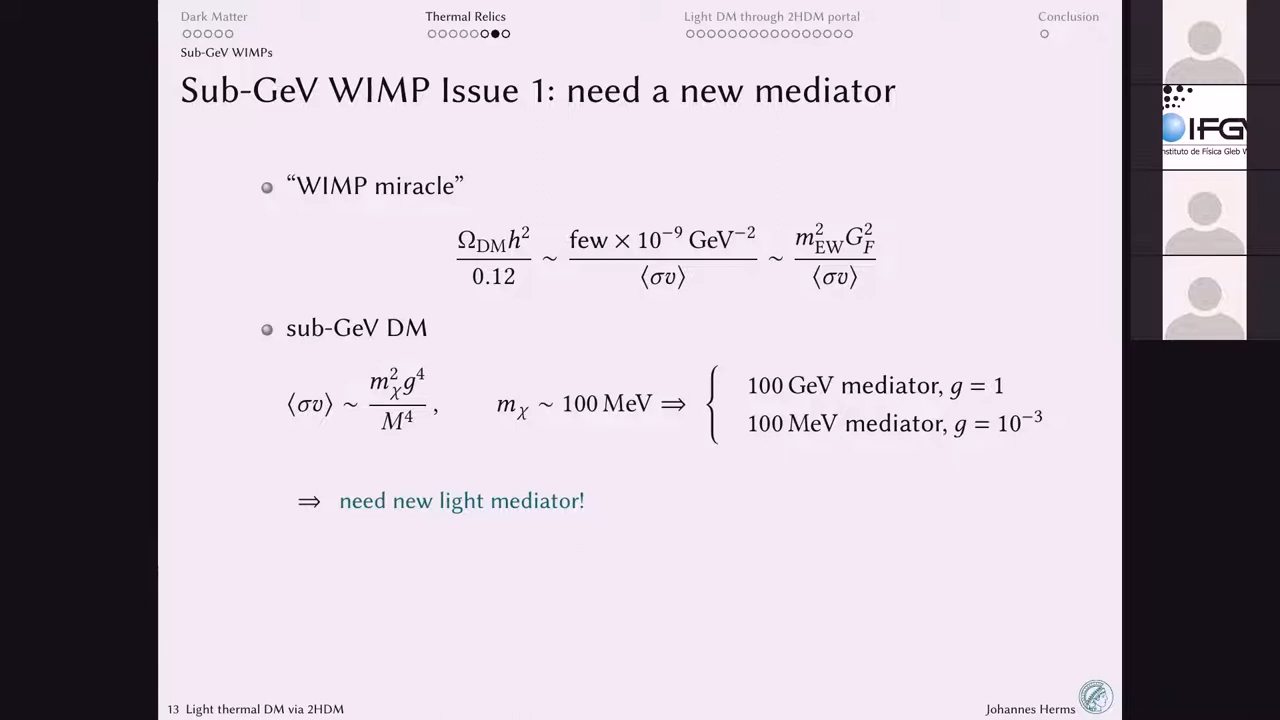 Dark Matter Thermal Relics Light DM through 2HDM portal Conclusion
Sub-GeV WIMPs
Sub-GeV WIMP Issue 1: need a new mediator
“WIMP miracle”
Ω_DM h² / 0.12 ∼ few × 10⁻⁹ GeV⁻² / ⟨σv⟩ ∼ m²_EW G²_F / ⟨σv⟩
sub-GeV DM
⟨σv⟩ ∼ m²_χ g⁴ / M⁴ , m_χ ∼ 100 MeV ⇒ { 100 GeV mediator, g = 1
100 MeV mediator, g = 10⁻³
⇒ need new light mediator!
13 Light thermal DM via 2HDM Johannes Herms
IFG
nstituto de Física Gleb W